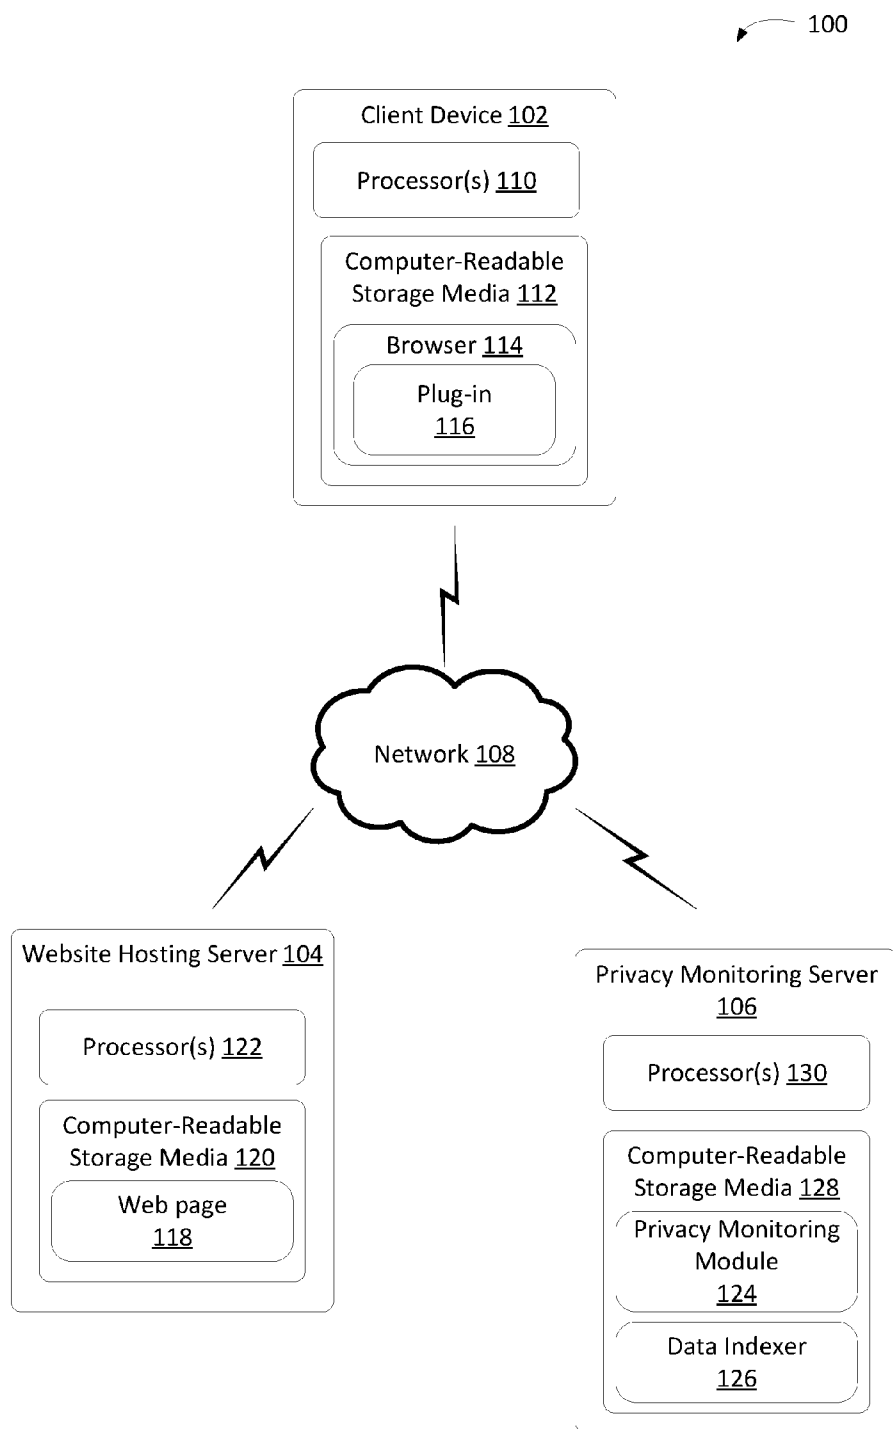 100
Client Device 102
Processor(s) 110
Computer-Readable
Storage Media 112
Browser 114
Plug-in
116
Network 108
Website Hosting Server 104
Processor(s) 122
Computer-Readable
Storage Media 120
Web page
118
Privacy Monitoring Server
106
Processor(s) 130
Computer-Readable
Storage Media 128
Privacy Monitoring
Module
124
Data Indexer
126